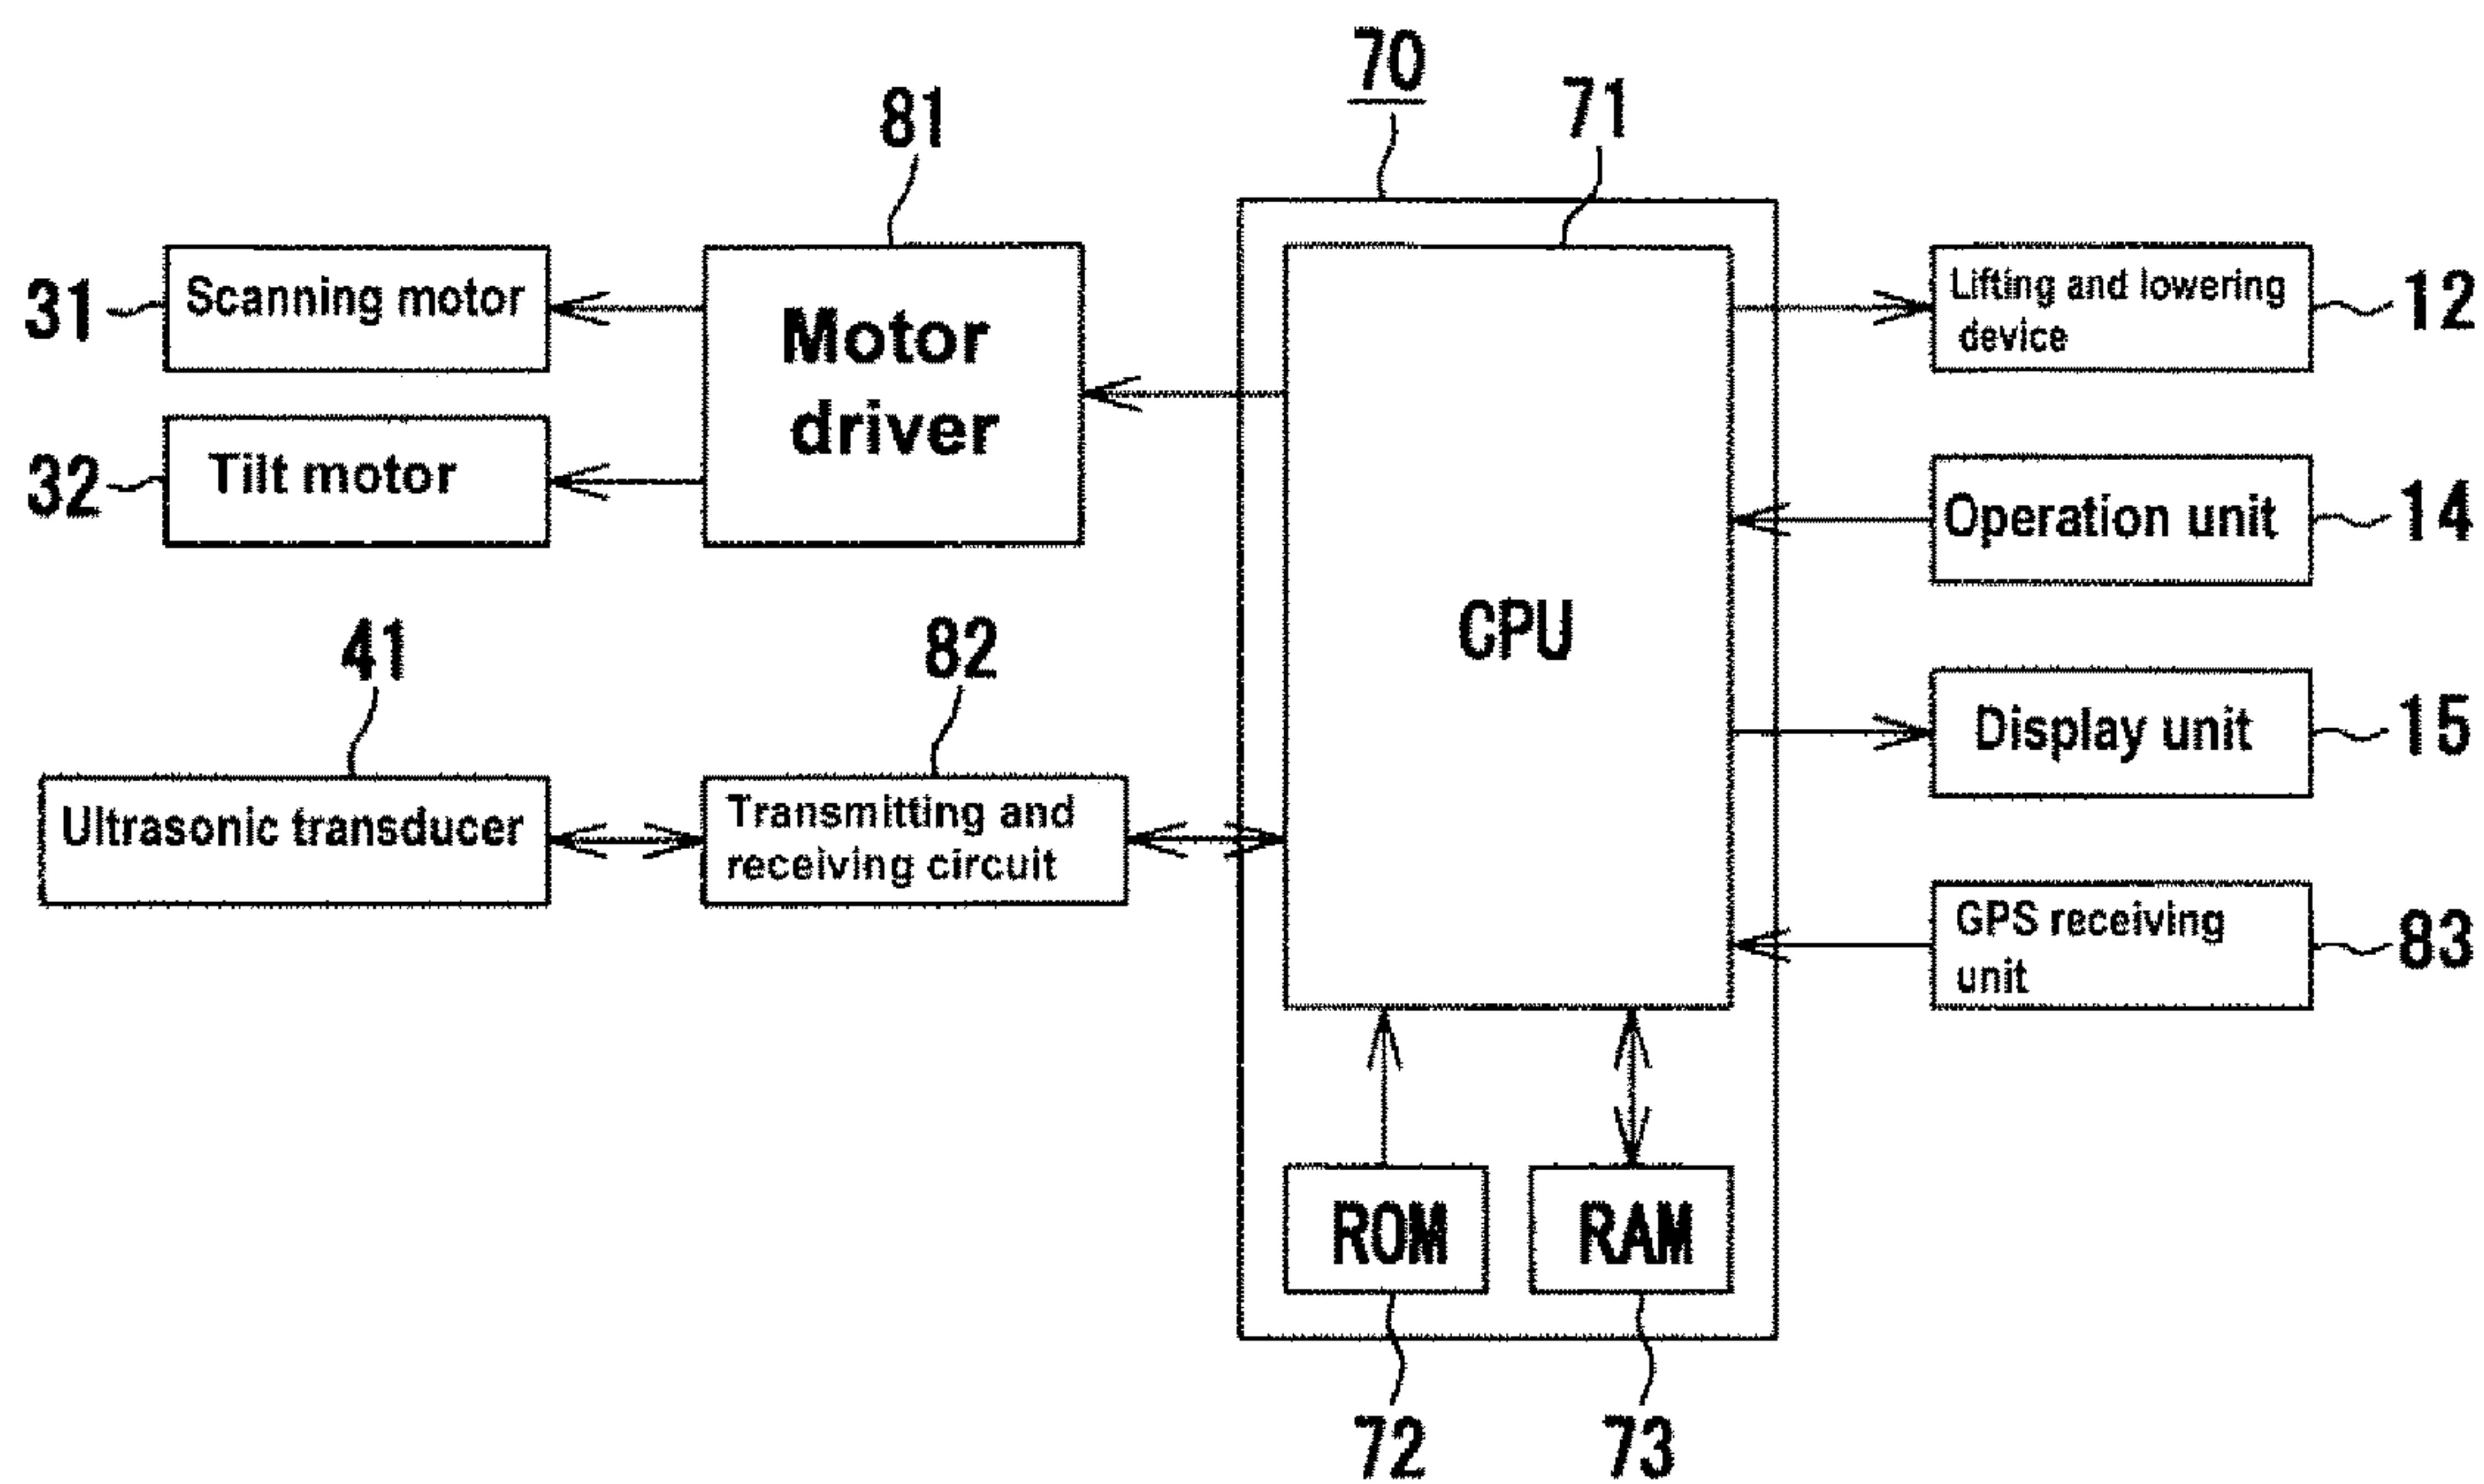 70
71
81
31
Scanning motor
Motor
driver
32
Tilt motor
Lifting and lowering
device
12
Operation unit
14
CPU
41
82
Display unit
15
Ultrasonic transducer
Transmitting and
receiving circuit
GPS receiving
unit
83
ROM
RAM
72
73